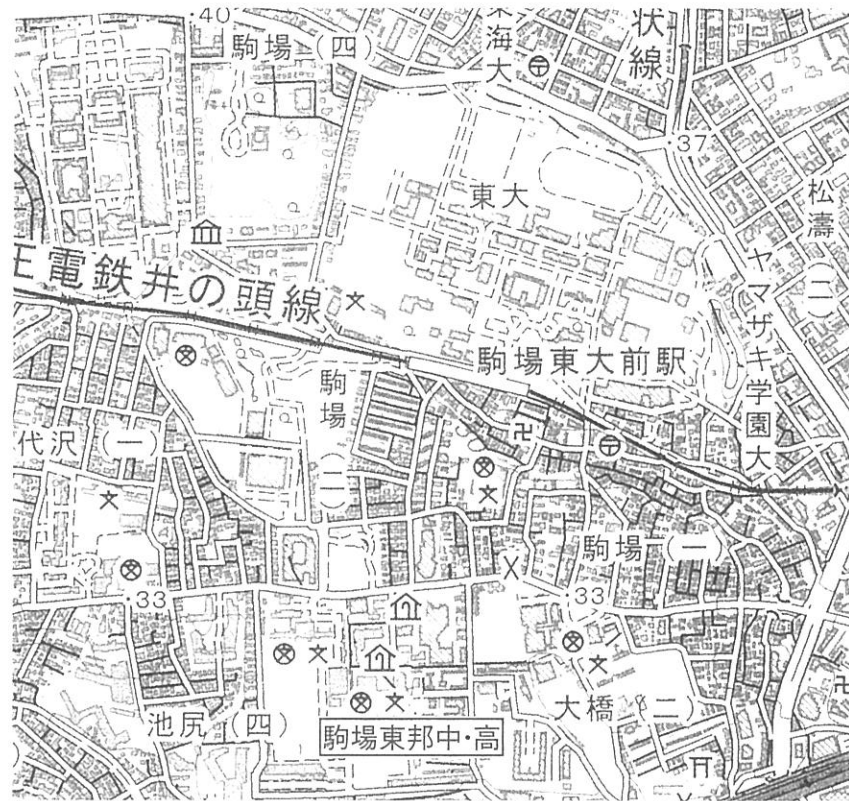 ·40
駒場(四)
東海大
状線
·37
東大
松濤(二)
ヤマザキ学園大
王電鉄井の頭線
駒場東大前駅
駒場(二)
代沢(一)
駒場(一)
·33
·33
大橋(二)
池尻(四)
駒場東邦中・高